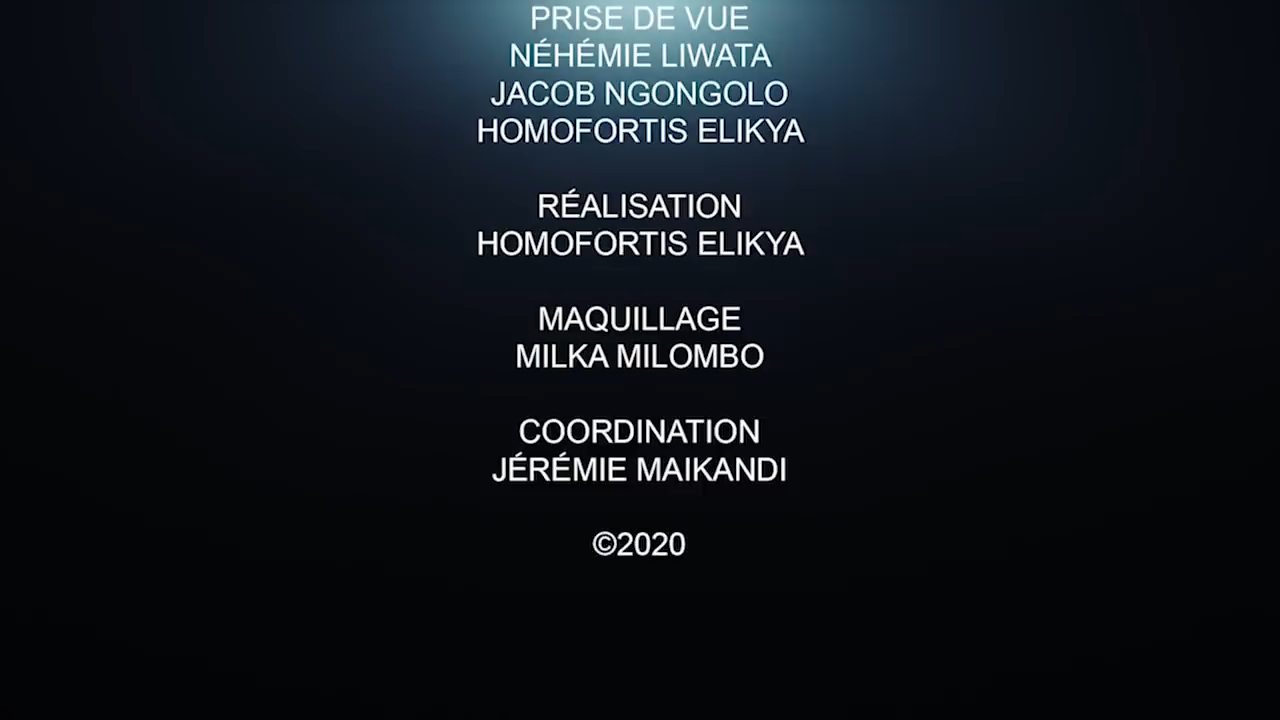 PRISE DE VUE
NÉHÉMIE LIWATA
JACOB NGONGOLO
HOMOFORTIS ELIKYA
RÉALISATION
HOMOFORTIS ELIKYA
MAQUILLAGE
MILKA MILOMBO
COORDINATION
JÉRÉMIE MAIKANDI
©2020